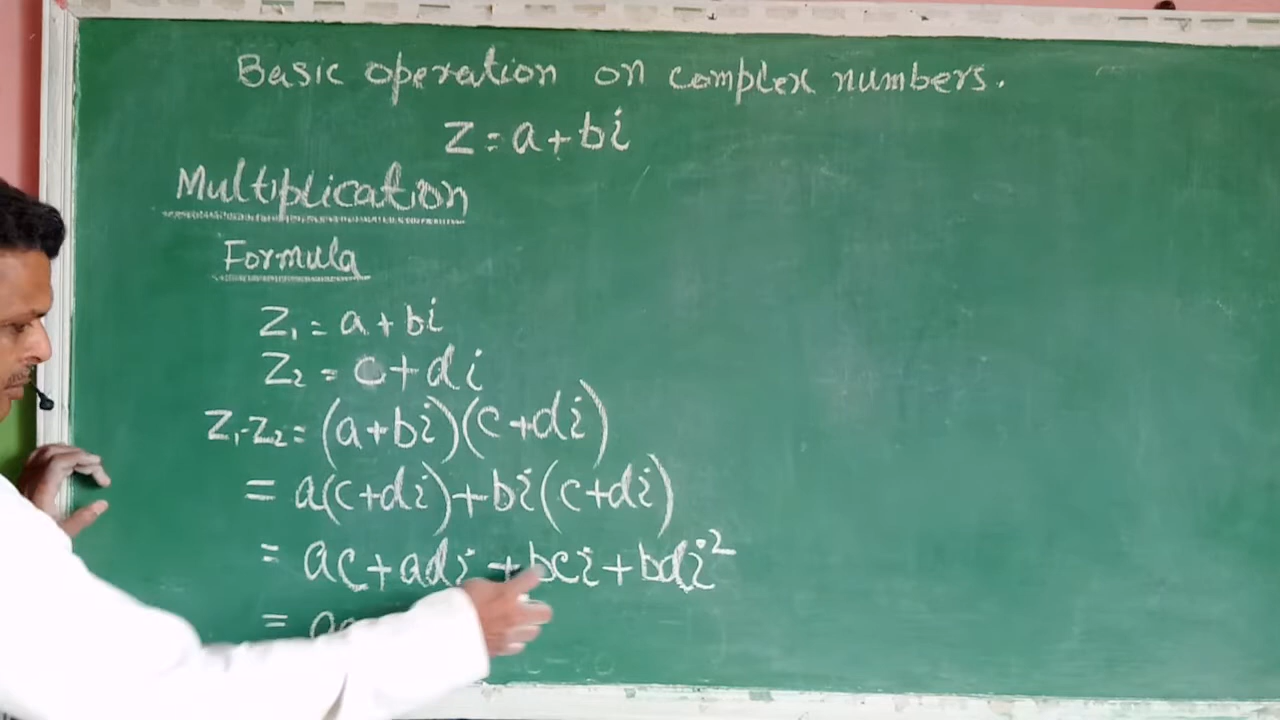 Basic operation on complex numbers.
z = a + bi
Multiplication
Formula
z₁ = a + bi
z₂ = c + di
z₁·z₂ = (a+bi)(c+di)
= a(c+di)+bi(c+di)
= ac+adi+bci+bdi²
=